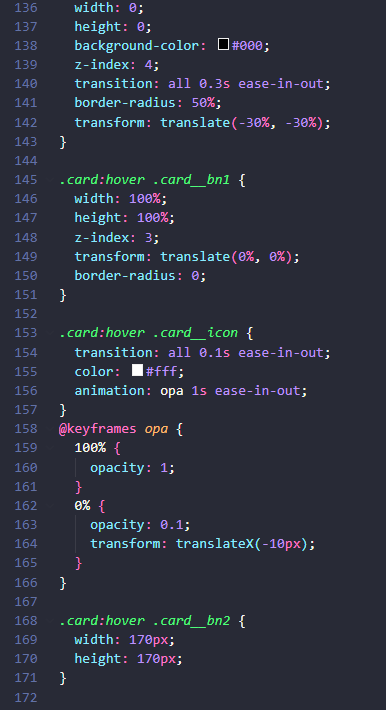 136 width: 0;
137 height: 0;
138 background-color: #000;
139 z-index: 4;
140 transition: all 0.3s ease-in-out;
141 border-radius: 50%;
142 transform: translate(-30%, -30%);
143 }
144
145 .card:hover .card__bn1 {
146 width: 100%;
147 height: 100%;
148 z-index: 3;
149 transform: translate(0%, 0%);
150 border-radius: 0;
151 }
152
153 .card:hover .card__icon {
154 transition: all 0.1s ease-in-out;
155 color: #fff;
156 animation: opa 1s ease-in-out;
157 }
158 @keyframes opa {
159 100% {
160 opacity: 1;
161 }
162 0% {
163 opacity: 0.1;
164 transform: translateX(-10px);
165 }
166 }
167
168 .card:hover .card__bn2 {
169 width: 170px;
170 height: 170px;
171 }
172